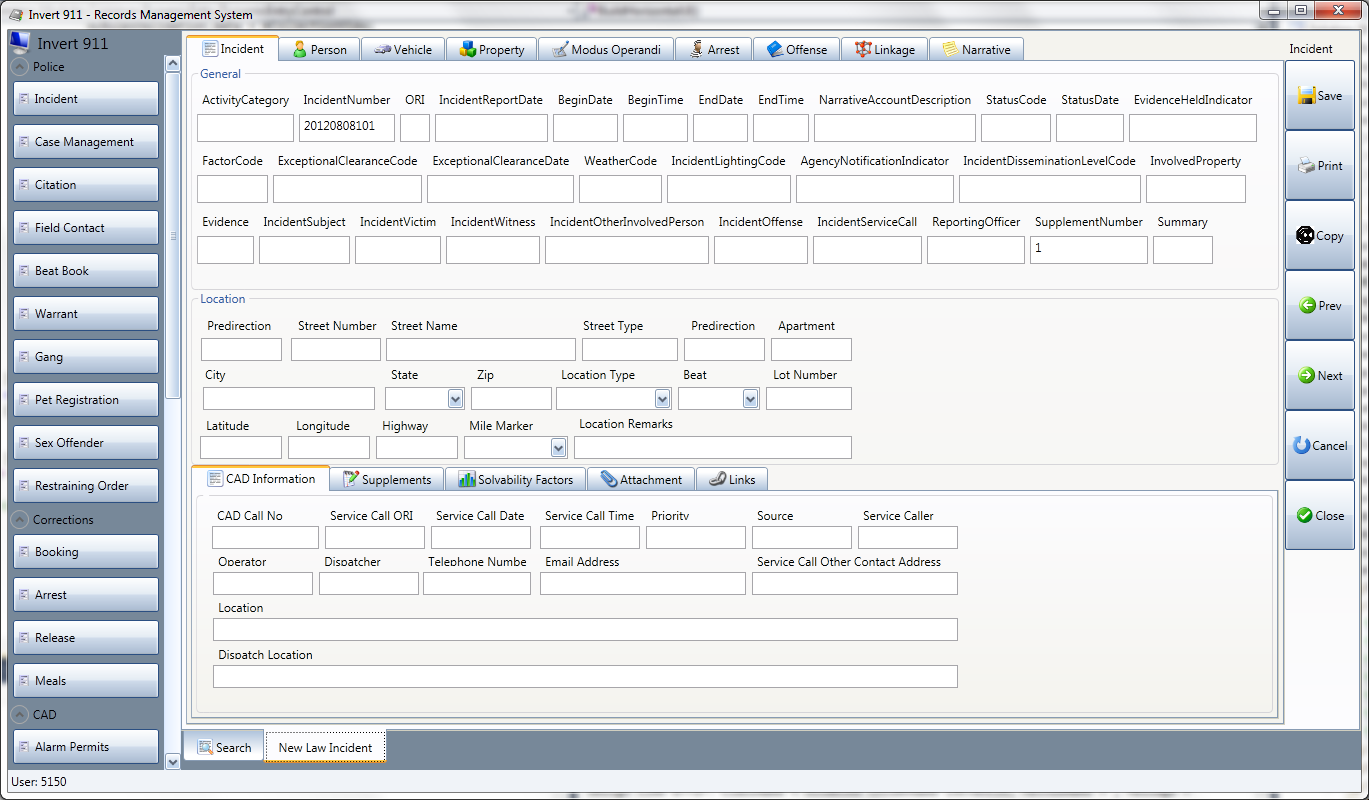 Invert 911 - Records Management System
Invert 911
Police
Incident
Case Management
Citation
Field Contact
Beat Book
Warrant
Gang
Pet Registration
Sex Offender
Restraining Order
Corrections
Booking
Arrest
Release
Meals
CAD
Alarm Permits
Incident Person Vehicle Property Modus Operandi Arrest Offense Linkage Narrative
General
ActivityCategory IncidentNumber ORI IncidentReportDate BeginDate BeginTime EndDate EndTime NarrativeAccountDescription StatusCode StatusDate EvidenceHeldIndicator
20120808101
FactorCode ExceptionalClearanceCode ExceptionalClearanceDate WeatherCode IncidentLightingCode AgencyNotificationIndicator IncidentDisseminationLevelCode InvolvedProperty
Evidence IncidentSubject IncidentVictim IncidentWitness IncidentOtherInvolvedPerson IncidentOffense IncidentServiceCall ReportingOfficer SupplementNumber Summary
1
Location
Predirection Street Number Street Name Street Type Predirection Apartment
City State Zip Location Type Beat Lot Number
Latitude Longitude Highway Mile Marker Location Remarks
CAD Information Supplements Solvability Factors Attachment Links
CAD Call No Service Call ORI Service Call Date Service Call Time Priority Source Service Caller
Operator Dispatcher Telephone Numbe Email Address Service Call Other Contact Address
Location
Dispatch Location
Incident
Save
Print
Copy
Prev
Next
Cancel
Close
Search New Law Incident
User: 5150